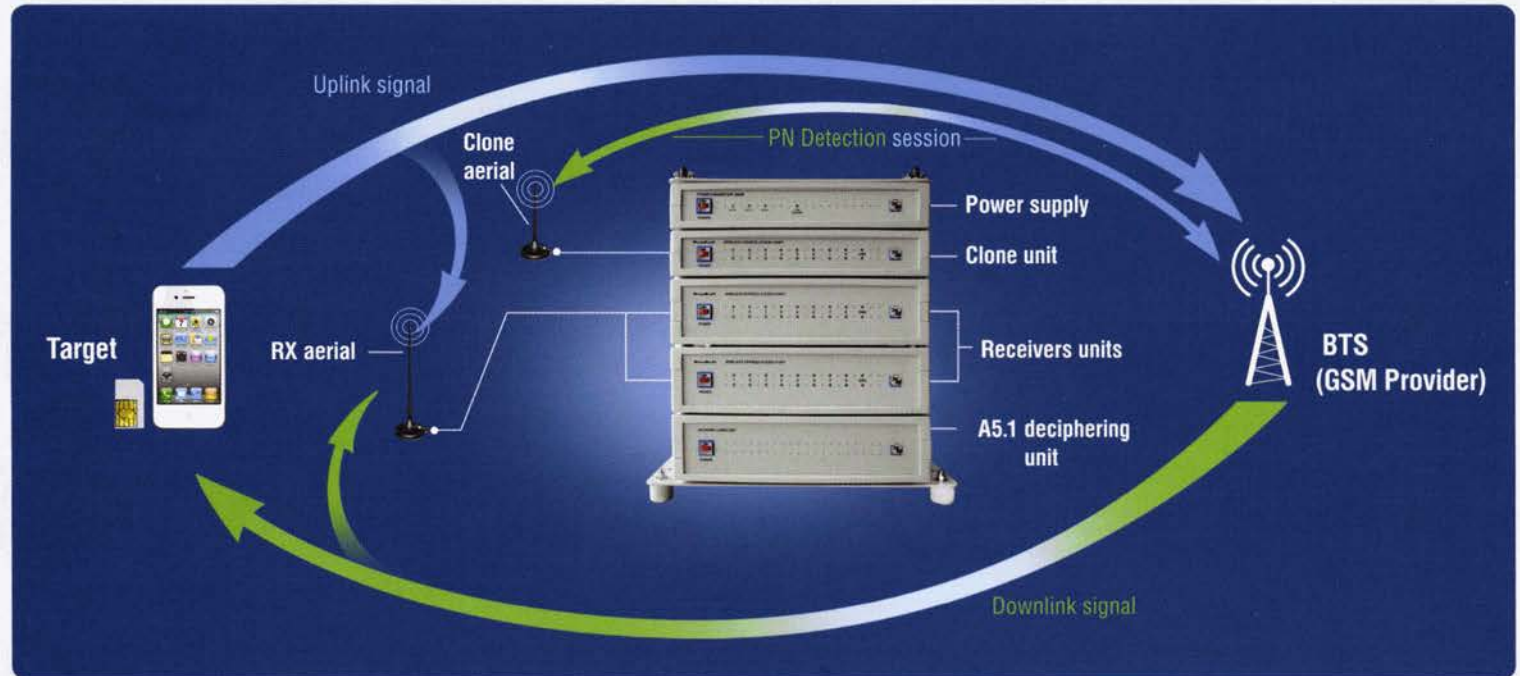 Uplink signal
PN Detection session
Clone
aerial
Power supply
Clone unit
Receivers units
A5.1 deciphering
unit
Target
RX aerial
BTS
(GSM Provider)
Downlink signal